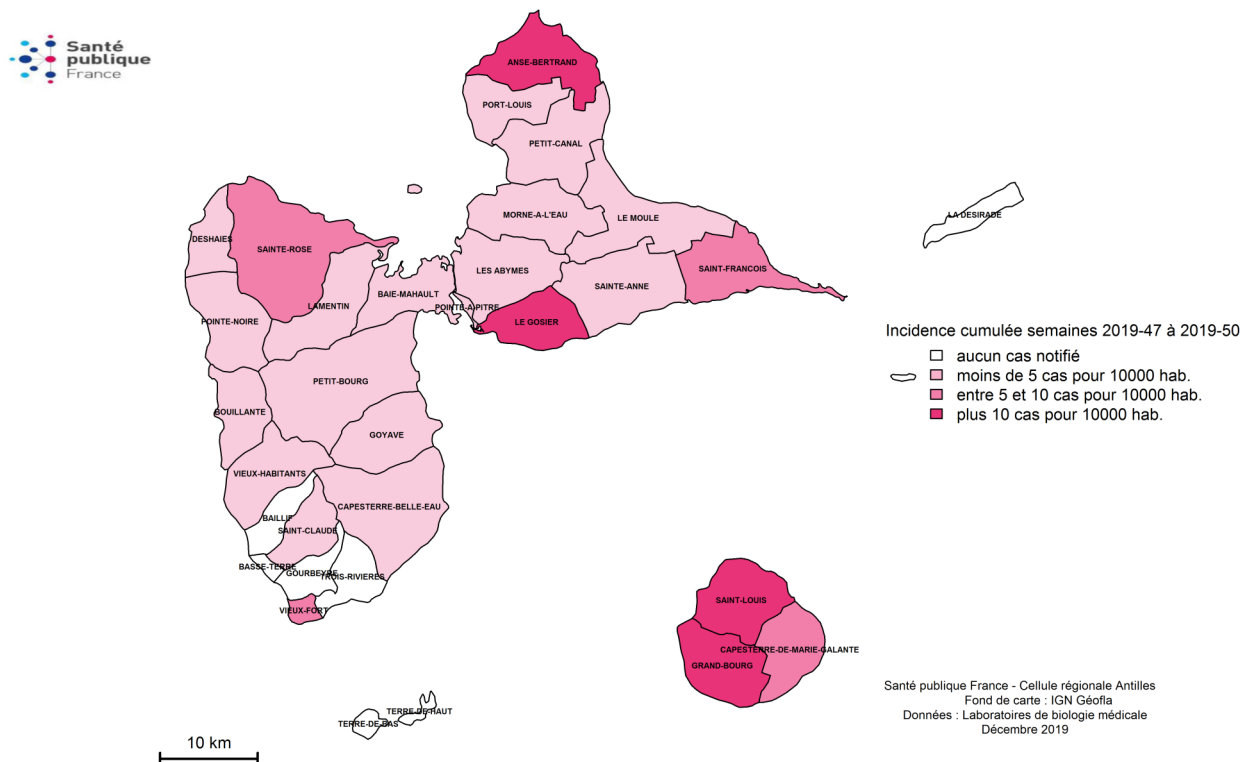 Santé
publique
France
ANSE-BERTRAND
PORT-LOUIS
PETIT-CANAL
MORNE-A-L'EAU
LE MOULE
LA DESIRADE
DESHAIES
SAINTE-ROSE
LES ABYMES
SAINT-FRANCOIS
SAINTE-ANNE
BAIE-MAHAULT
LAMENTIN
POINTE-A-PITRE
POINTE-NOIRE
LE GOSIER
Incidence cumulée semaines 2019-47 à 2019-50
aucun cas notifié
moins de 5 cas pour 10000 hab.
entre 5 et 10 cas pour 10000 hab.
plus 10 cas pour 10000 hab.
PETIT-BOURG
BOUILLANTE
GOYAVE
VIEUX-HABITANTS
CAPESTERRE-BELLE-EAU
BAILLIF
SAINT-CLAUDE
BASSE-TERRE
GOURBEYRE
TROIS-RIVIERES
VIEUX-FORT
SAINT-LOUIS
CAPESTERRE-DE-MARIE-GALANTE
GRAND-BOURG
TERRE-DE-HAUT
TERRE-DE-BAS
10 km
Santé publique France - Cellule régionale Antilles
Fond de carte : IGN Géofla
Données : Laboratoires de biologie médicale
Décembre 2019